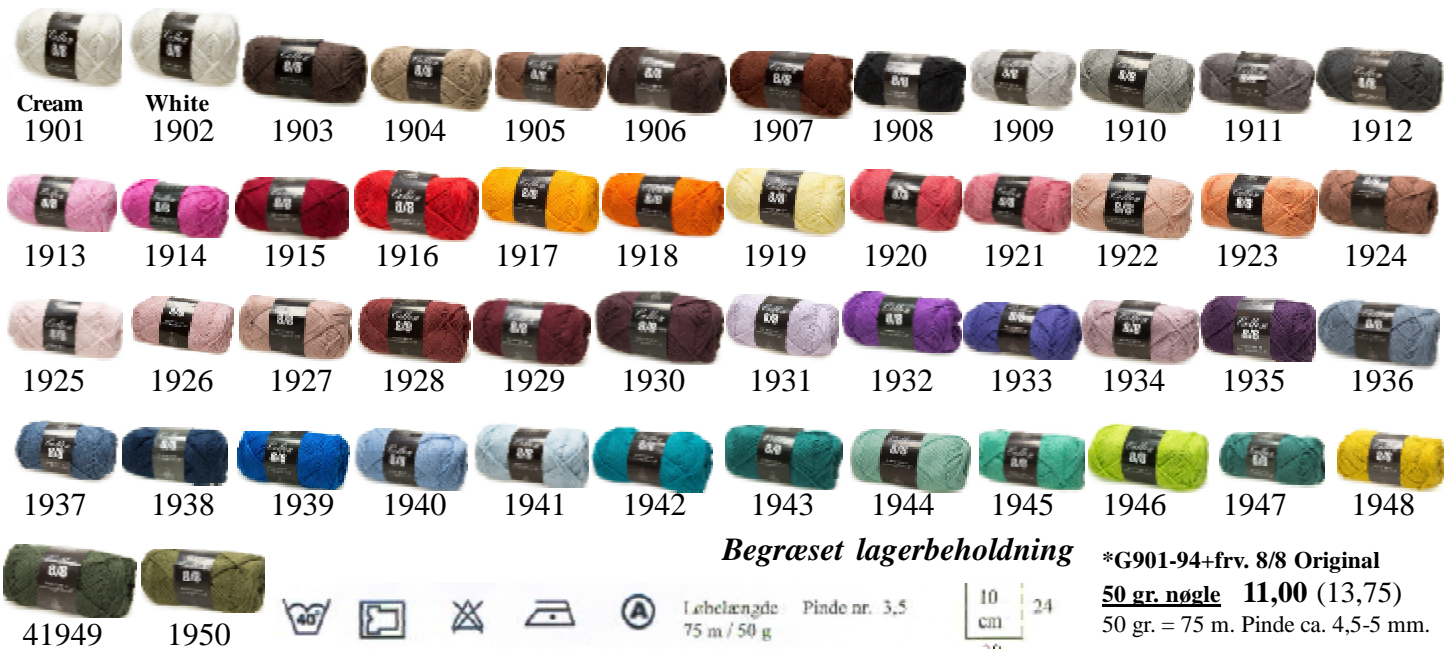 Cream White
1901 1902 1903 1904 1905 1906 1907 1908 1909 1910 1911 1912
1913 1914 1915 1916 1917 1918 1919 1920 1921 1922 1923 1924
1925 1926 1927 1928 1929 1930 1931 1932 1933 1934 1935 1936
1937 1938 1939 1940 1941 1942 1943 1944 1945 1946 1947 1948
41949 1950
Begræset lagerbeholdning
40°
A
Løbelængde Pinde nr. 3,5
75 m / 50 g
10 24
cm
*G901-94+frv. 8/8 Original
50 gr. nøgle 11,00 (13,75)
50 gr. = 75 m. Pinde ca. 4,5-5 mm.